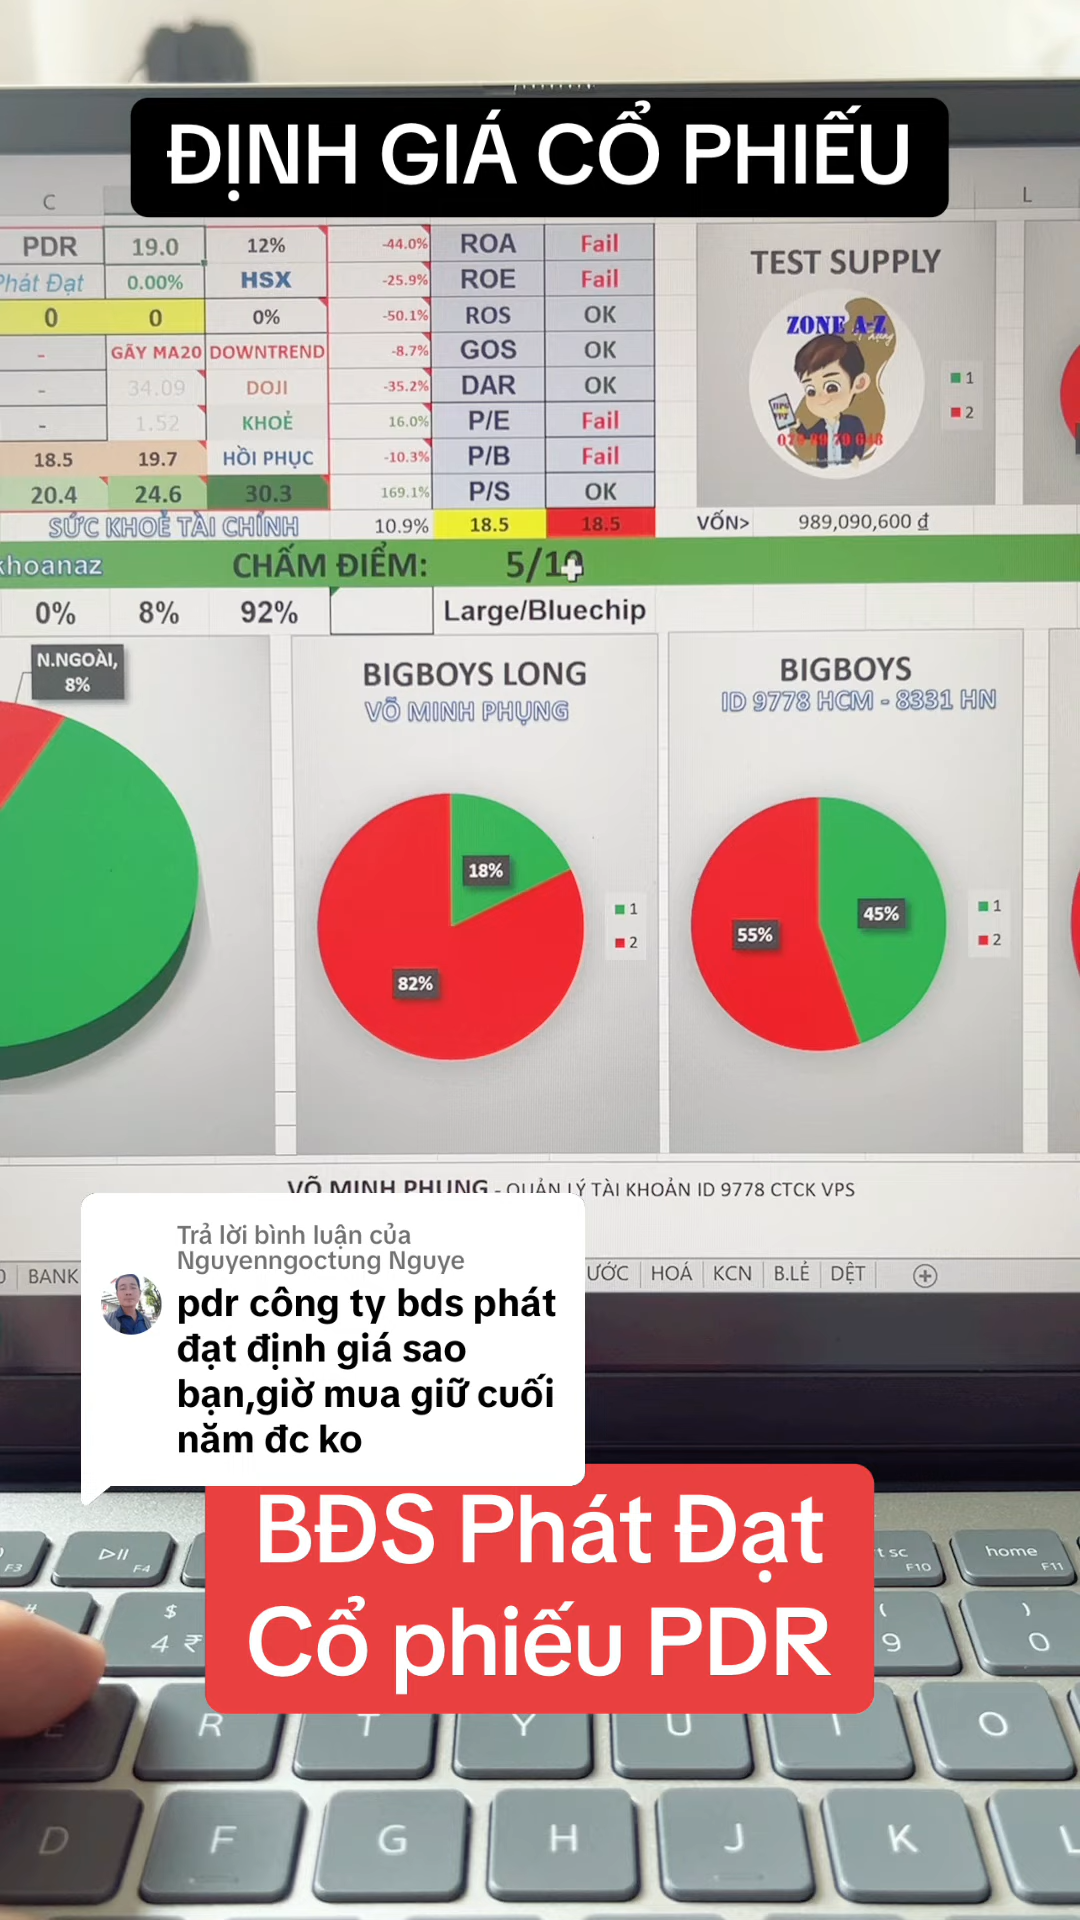 ĐỊNH GIÁ CỔ PHIẾU
C
L
PDR 19.0 12% -44.0% ROA Fail
Phát Đạt 0.00% HSX -25.9% ROE Fail
0 0 0% -50.1% ROS OK
- GÃY MA20 DOWNTREND -8.7% GOS OK
- 34.09 DOJI -35.2% DAR OK
- 1.52 KHOẺ 16.0% P/E Fail
18.5 19.7 HỒI PHỤC -10.3% P/B Fail
20.4 24.6 30.3 169.1% P/S OK
SỨC KHOẺ TÀI CHÍNH 10.9% 18.5 18.5
TEST SUPPLY
ZONE A-Z
1
2
VỐN> 989,090,600 đ
khoanaz CHẤM ĐIỂM: 5/10
0% 8% 92% Large/Bluechip
N.NGOÀI,
8%
BIGBOYS LONG
VÕ MINH PHỤNG
18%
82%
1
2
BIGBOYS
ID 9778 HCM - 8331 HN
45%
55%
1
2
VÕ MINH PHỤNG - QUẢN LÝ TÀI KHOẢN ID 9778 CTCK VPS
BANK
ƯỚC HOÁ KCN B.LẺ DỆT
Trả lời bình luận của
Nguyenngoctung Nguye
pdr công ty bds phát
đạt định giá sao
bạn,giờ mua giữ cuối
năm đc ko
BĐS Phát Đạt
Cổ phiếu PDR
F3 F4 t sc F10 home F11
# $ 4 ₹ ( 9 ) 0
E R T Y U I O
D F G H J K L